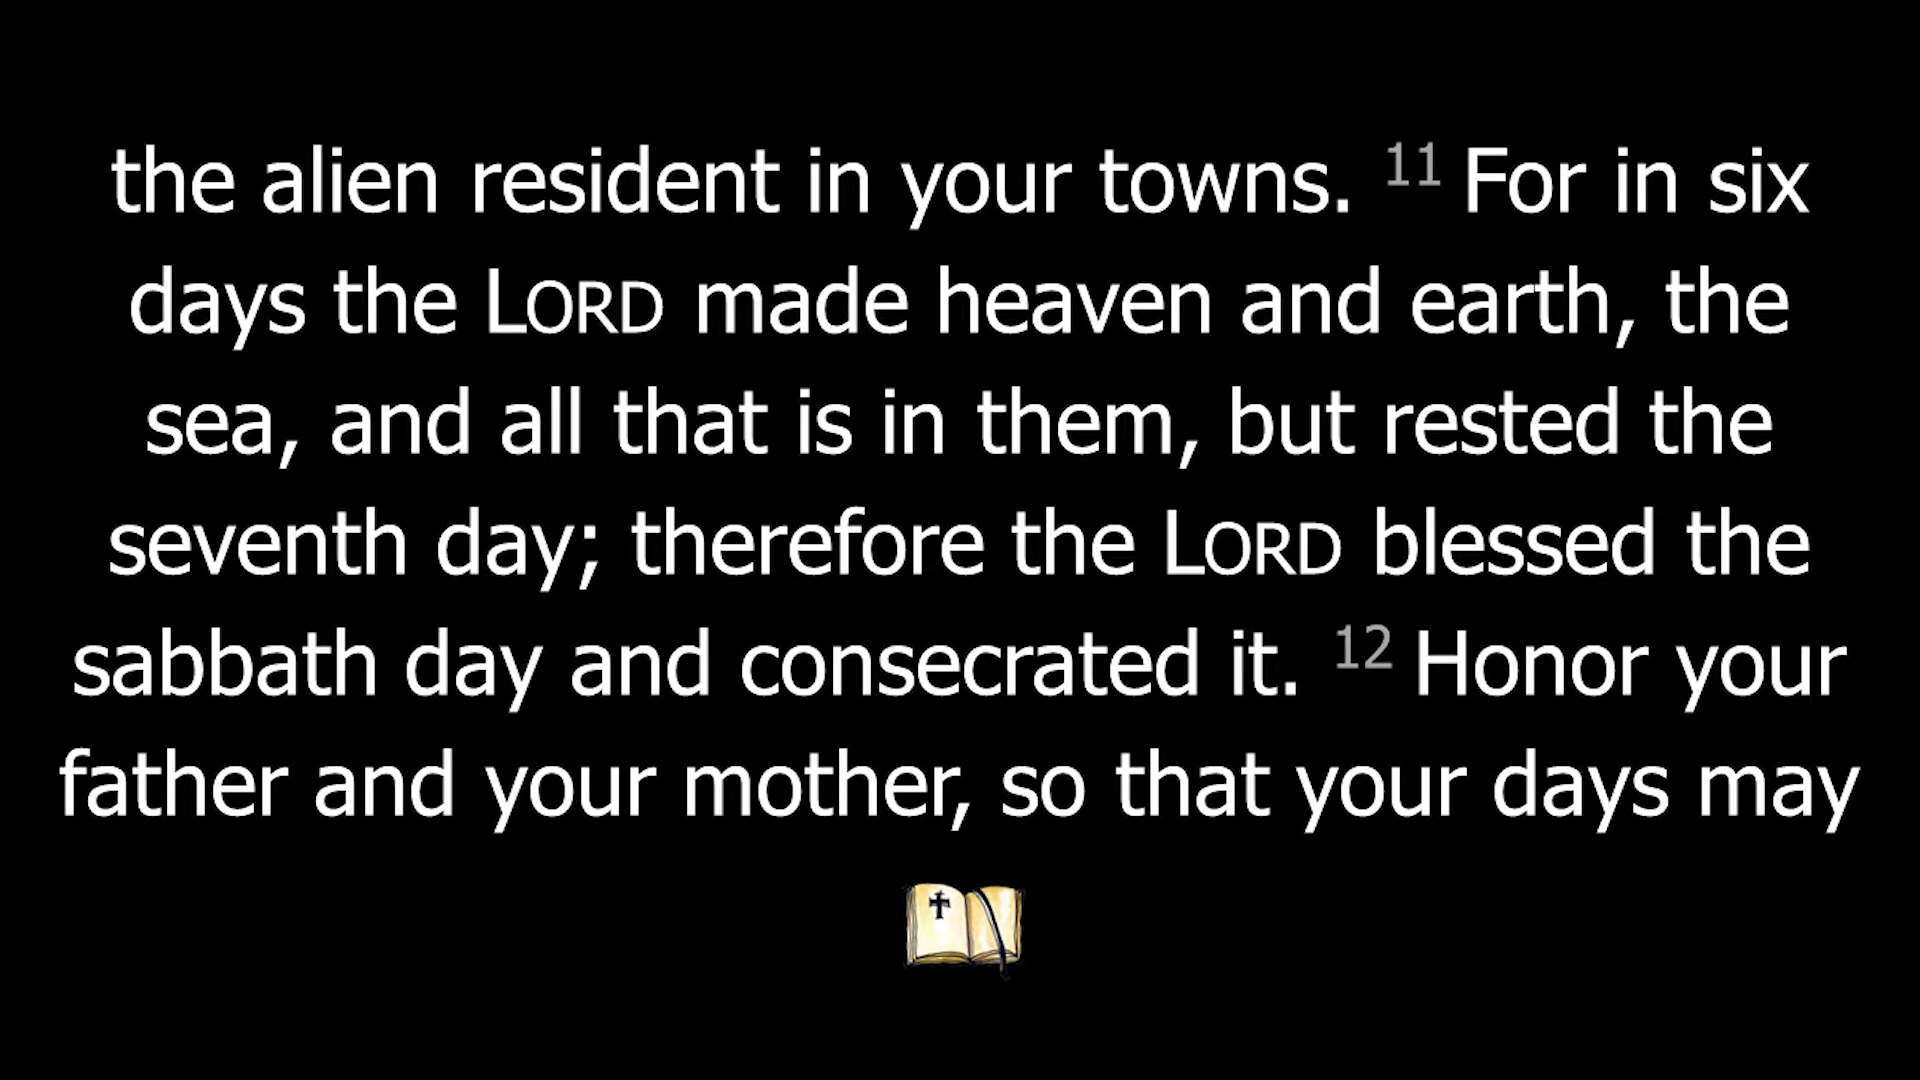 the alien resident in your towns. 11 For in six
days the LORD made heaven and earth, the
sea, and all that is in them, but rested the
seventh day; therefore the LORD blessed the
sabbath day and consecrated it. 12 Honor your
father and your mother, so that your days may